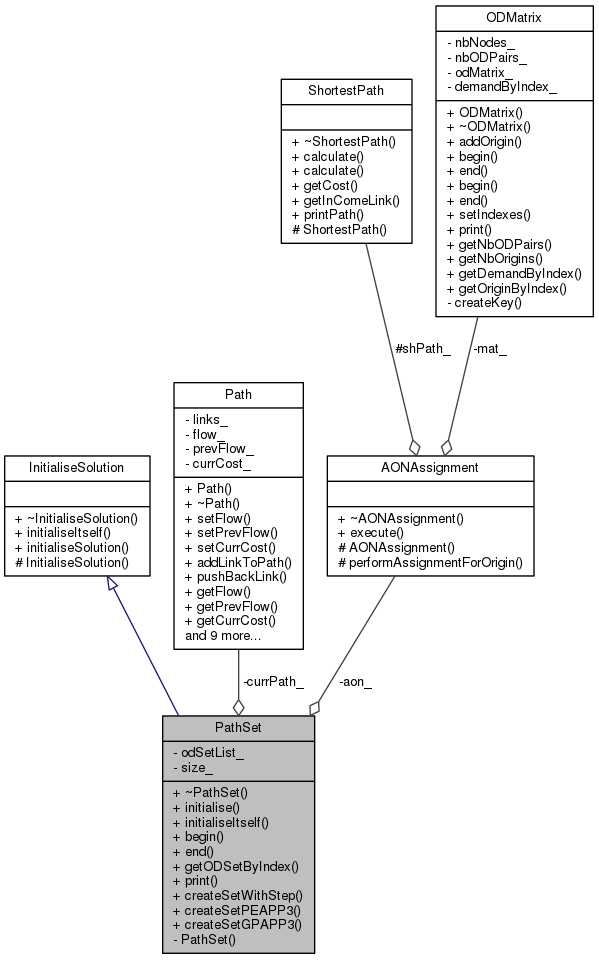 ODMatrix
- nbNodes_
- nbODPairs_
- odMatrix_
- demandByIndex_
+ ODMatrix()
+ ~ODMatrix()
+ addOrigin()
+ begin()
+ end()
+ begin()
+ end()
+ setIndexes()
+ print()
+ getNbODPairs()
+ getNbOrigins()
+ getDemandByIndex()
+ getOriginByIndex()
- createKey()
ShortestPath
+ ~ShortestPath()
+ calculate()
+ calculate()
+ getCost()
+ getInComeLink()
+ printPath()
# ShortestPath()
#shPath_
-mat_
Path
- links_
- flow_
- prevFlow_
- currCost_
+ Path()
+ ~Path()
+ setFlow()
+ setPrevFlow()
+ setCurrCost()
+ addLinkToPath()
+ pushBackLink()
+ getFlow()
+ getPrevFlow()
+ getCurrCost()
and 9 more...
InitialiseSolution
+ ~InitialiseSolution()
+ initialiseItself()
+ initialiseSolution()
# InitialiseSolution()
AONAssignment
+ ~AONAssignment()
+ execute()
# AONAssignment()
# performAssignmentForOrigin()
-currPath_
-aon_
PathSet
- odSetList_
- size_
+ ~PathSet()
+ initialise()
+ initialiseItself()
+ begin()
+ end()
+ getODSetByIndex()
+ print()
+ createSetWithStep()
+ createSetPEAPP3()
+ createSetGPAPP3()
- PathSet()